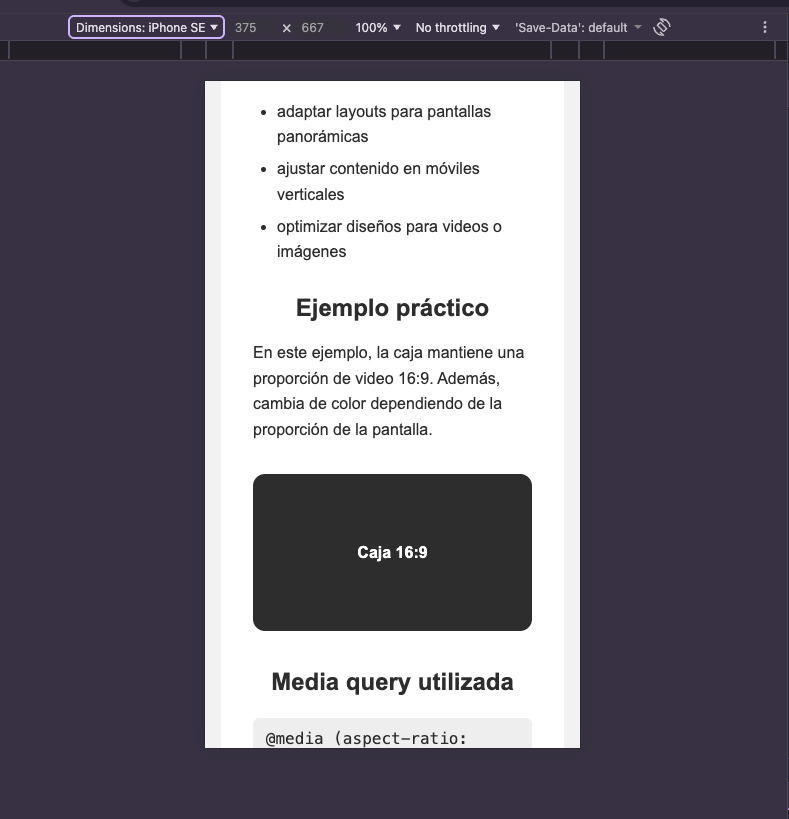 Dimensions: iPhone SE 375 × 667 100% No throttling 'Save-Data': default
adaptar layouts para pantallas
panorámicas
ajustar contenido en móviles
verticales
optimizar diseños para videos o
imágenes
Ejemplo práctico
En este ejemplo, la caja mantiene una
proporción de video 16:9. Además,
cambia de color dependiendo de la
proporción de la pantalla.
Caja 16:9
Media query utilizada
@media (aspect-ratio: